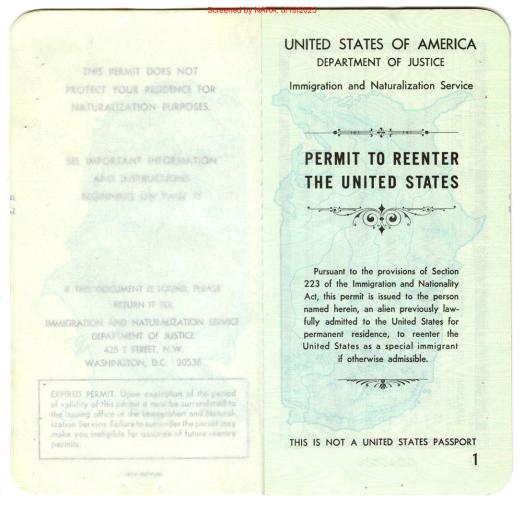 Screened by NARA, 8/18/2023
THIS PERMIT DOES NOT
PROTECT YOUR RESIDENCE FOR
NATURALIZATION PURPOSES.
SEE IMPORTANT INFORMATION
AND INSTRUCTIONS
BEGINNING ON PAGE
IF THIS DOCUMENT IS FOUND, PLEASE
RETURN IT TO:
IMMIGRATION AND NATURALIZATION SERVICE
DEPARTMENT OF JUSTICE
425 I STREET, N.W.
WASHINGTON, D.C. 20536
EXPIRED PERMIT. Upon expiration of the period
of validity of this permit it must be surrendered to
the issuing office of the Immigration and Natural-
ization Service. Failure to surrender the permit may
make you ineligible for issuance of future reentry
permits.
UNITED STATES OF AMERICA
DEPARTMENT OF JUSTICE
Immigration and Naturalization Service
PERMIT TO REENTER
THE UNITED STATES
Pursuant to the provisions of Section
223 of the Immigration and Nationality
Act, this permit is issued to the person
named herein, an alien previously law-
fully admitted to the United States for
permanent residence, to reenter the
United States as a special immigrant
if otherwise admissible.
THIS IS NOT A UNITED STATES PASSPORT
1